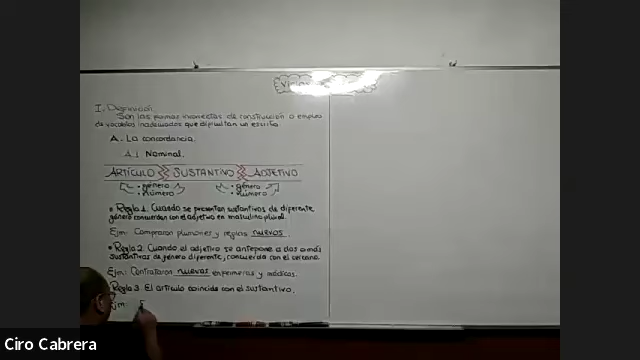 I. Definición.
Son las formas incorrectas de construcción o empleo
de vocablos inadecuados que dificultan un escrito
A. La concordancia.
A.1. Nominal.
ARTÍCULO SUSTANTIVO ADJETIVO
• género • género
• número • número
• Regla 1. Cuando se presentan sustantivos de diferente
género concuerdan con el adjetivo en masculino plural.
Ejm: Compraron plumones y reglas nuevos.
• Regla 2. Cuando el adjetivo se antepone a dos o más
sustantivos de género diferente, concuerda con el cercano.
Ejm: Contrataron nuevas enfermeras y médicos.
Regla 3. El artículo coincide con el sustantivo.
Ejm:
Ciro Cabrera